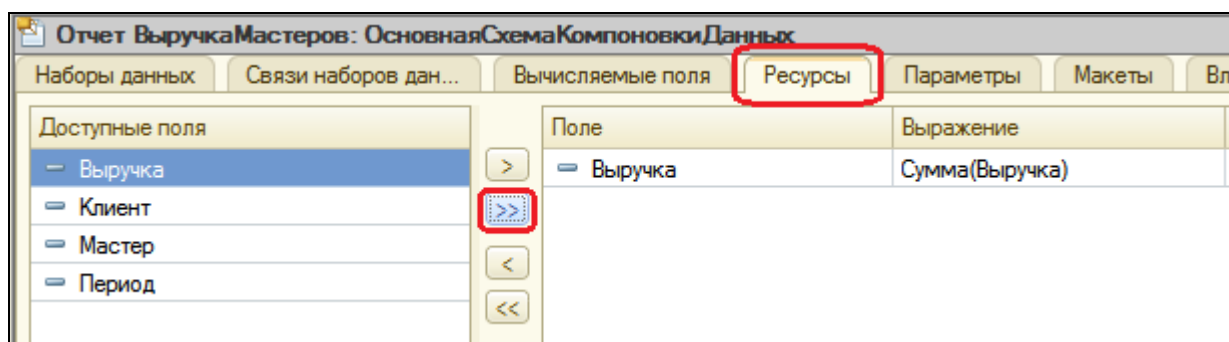 Отчет ВыручкаМастеров: ОсновнаяСхемаКомпоновкиДанных
Наборы данных Связи наборов дан... Вычисляемые поля Ресурсы Параметры Макеты Вл
Доступные поля Поле Выражение
Выручка > Выручка Сумма(Выручка)
Клиент >>
Мастер
< 
Период
<<